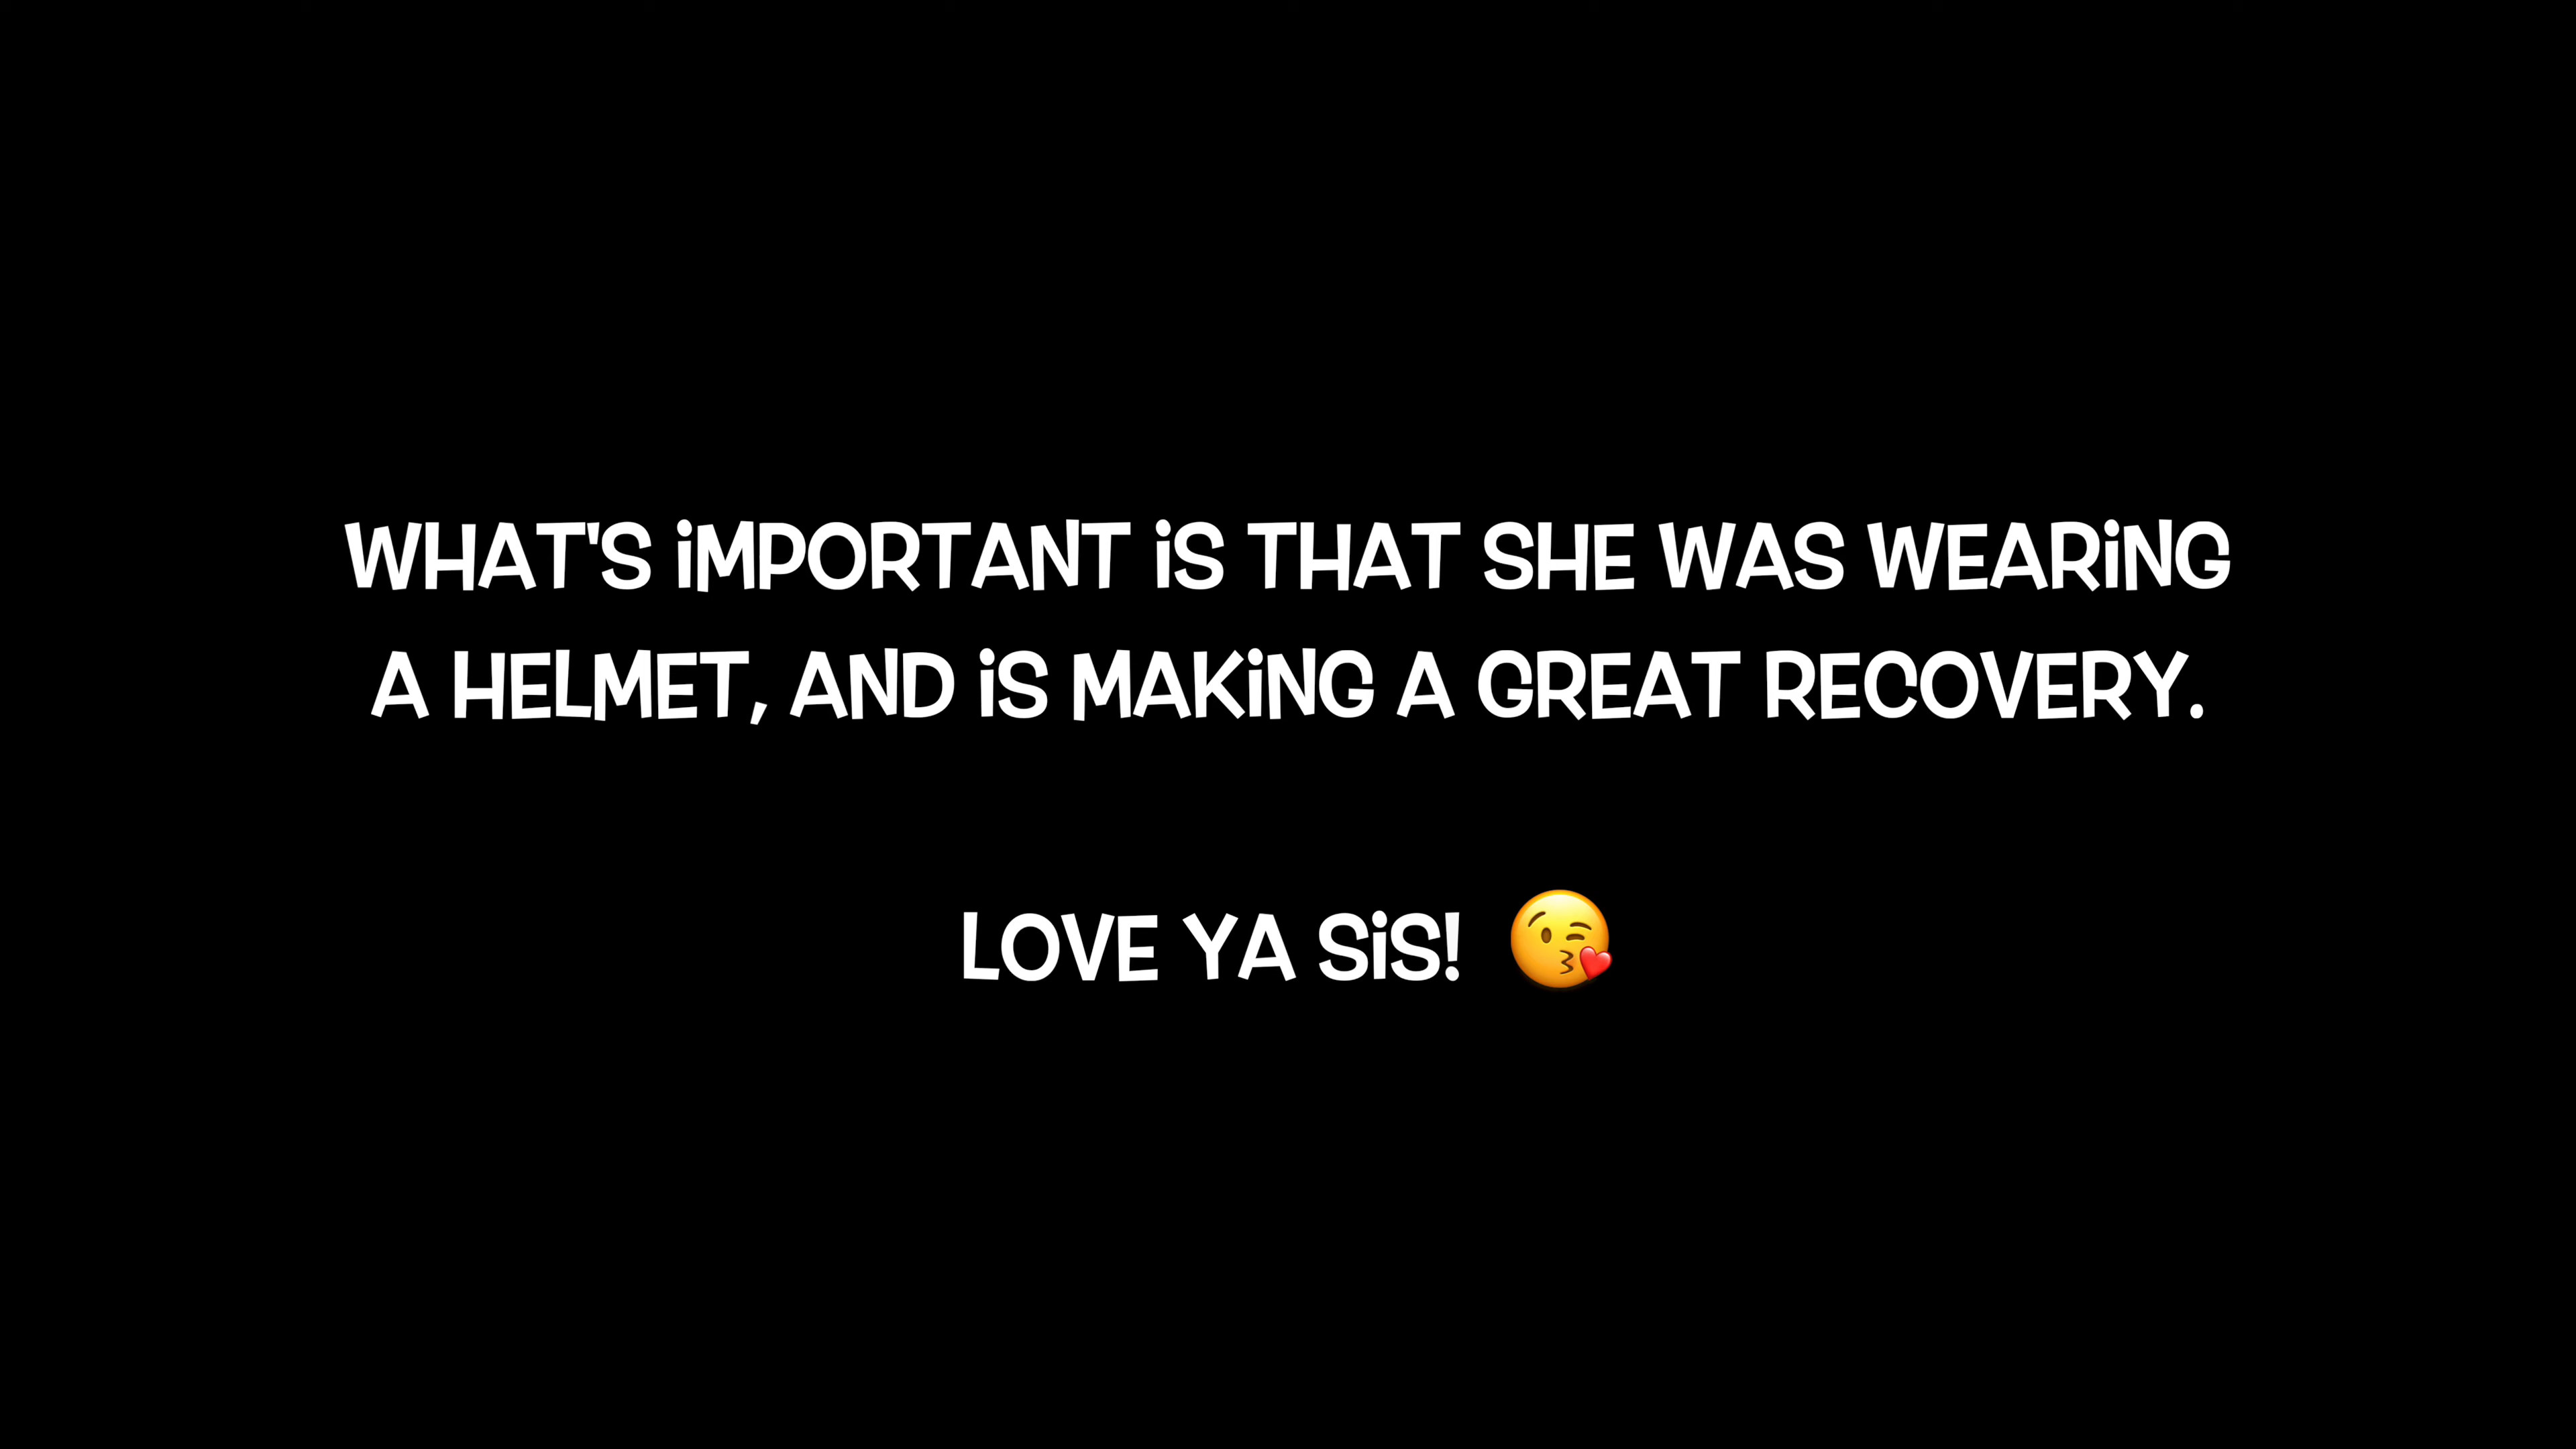 WHAT'S iMPORTANT iS THAT SHE WAS WEARiNG
A HELMET, AND iS MAKiNG A GREAT RECOVERY.
LOVE YA SiS! 😘